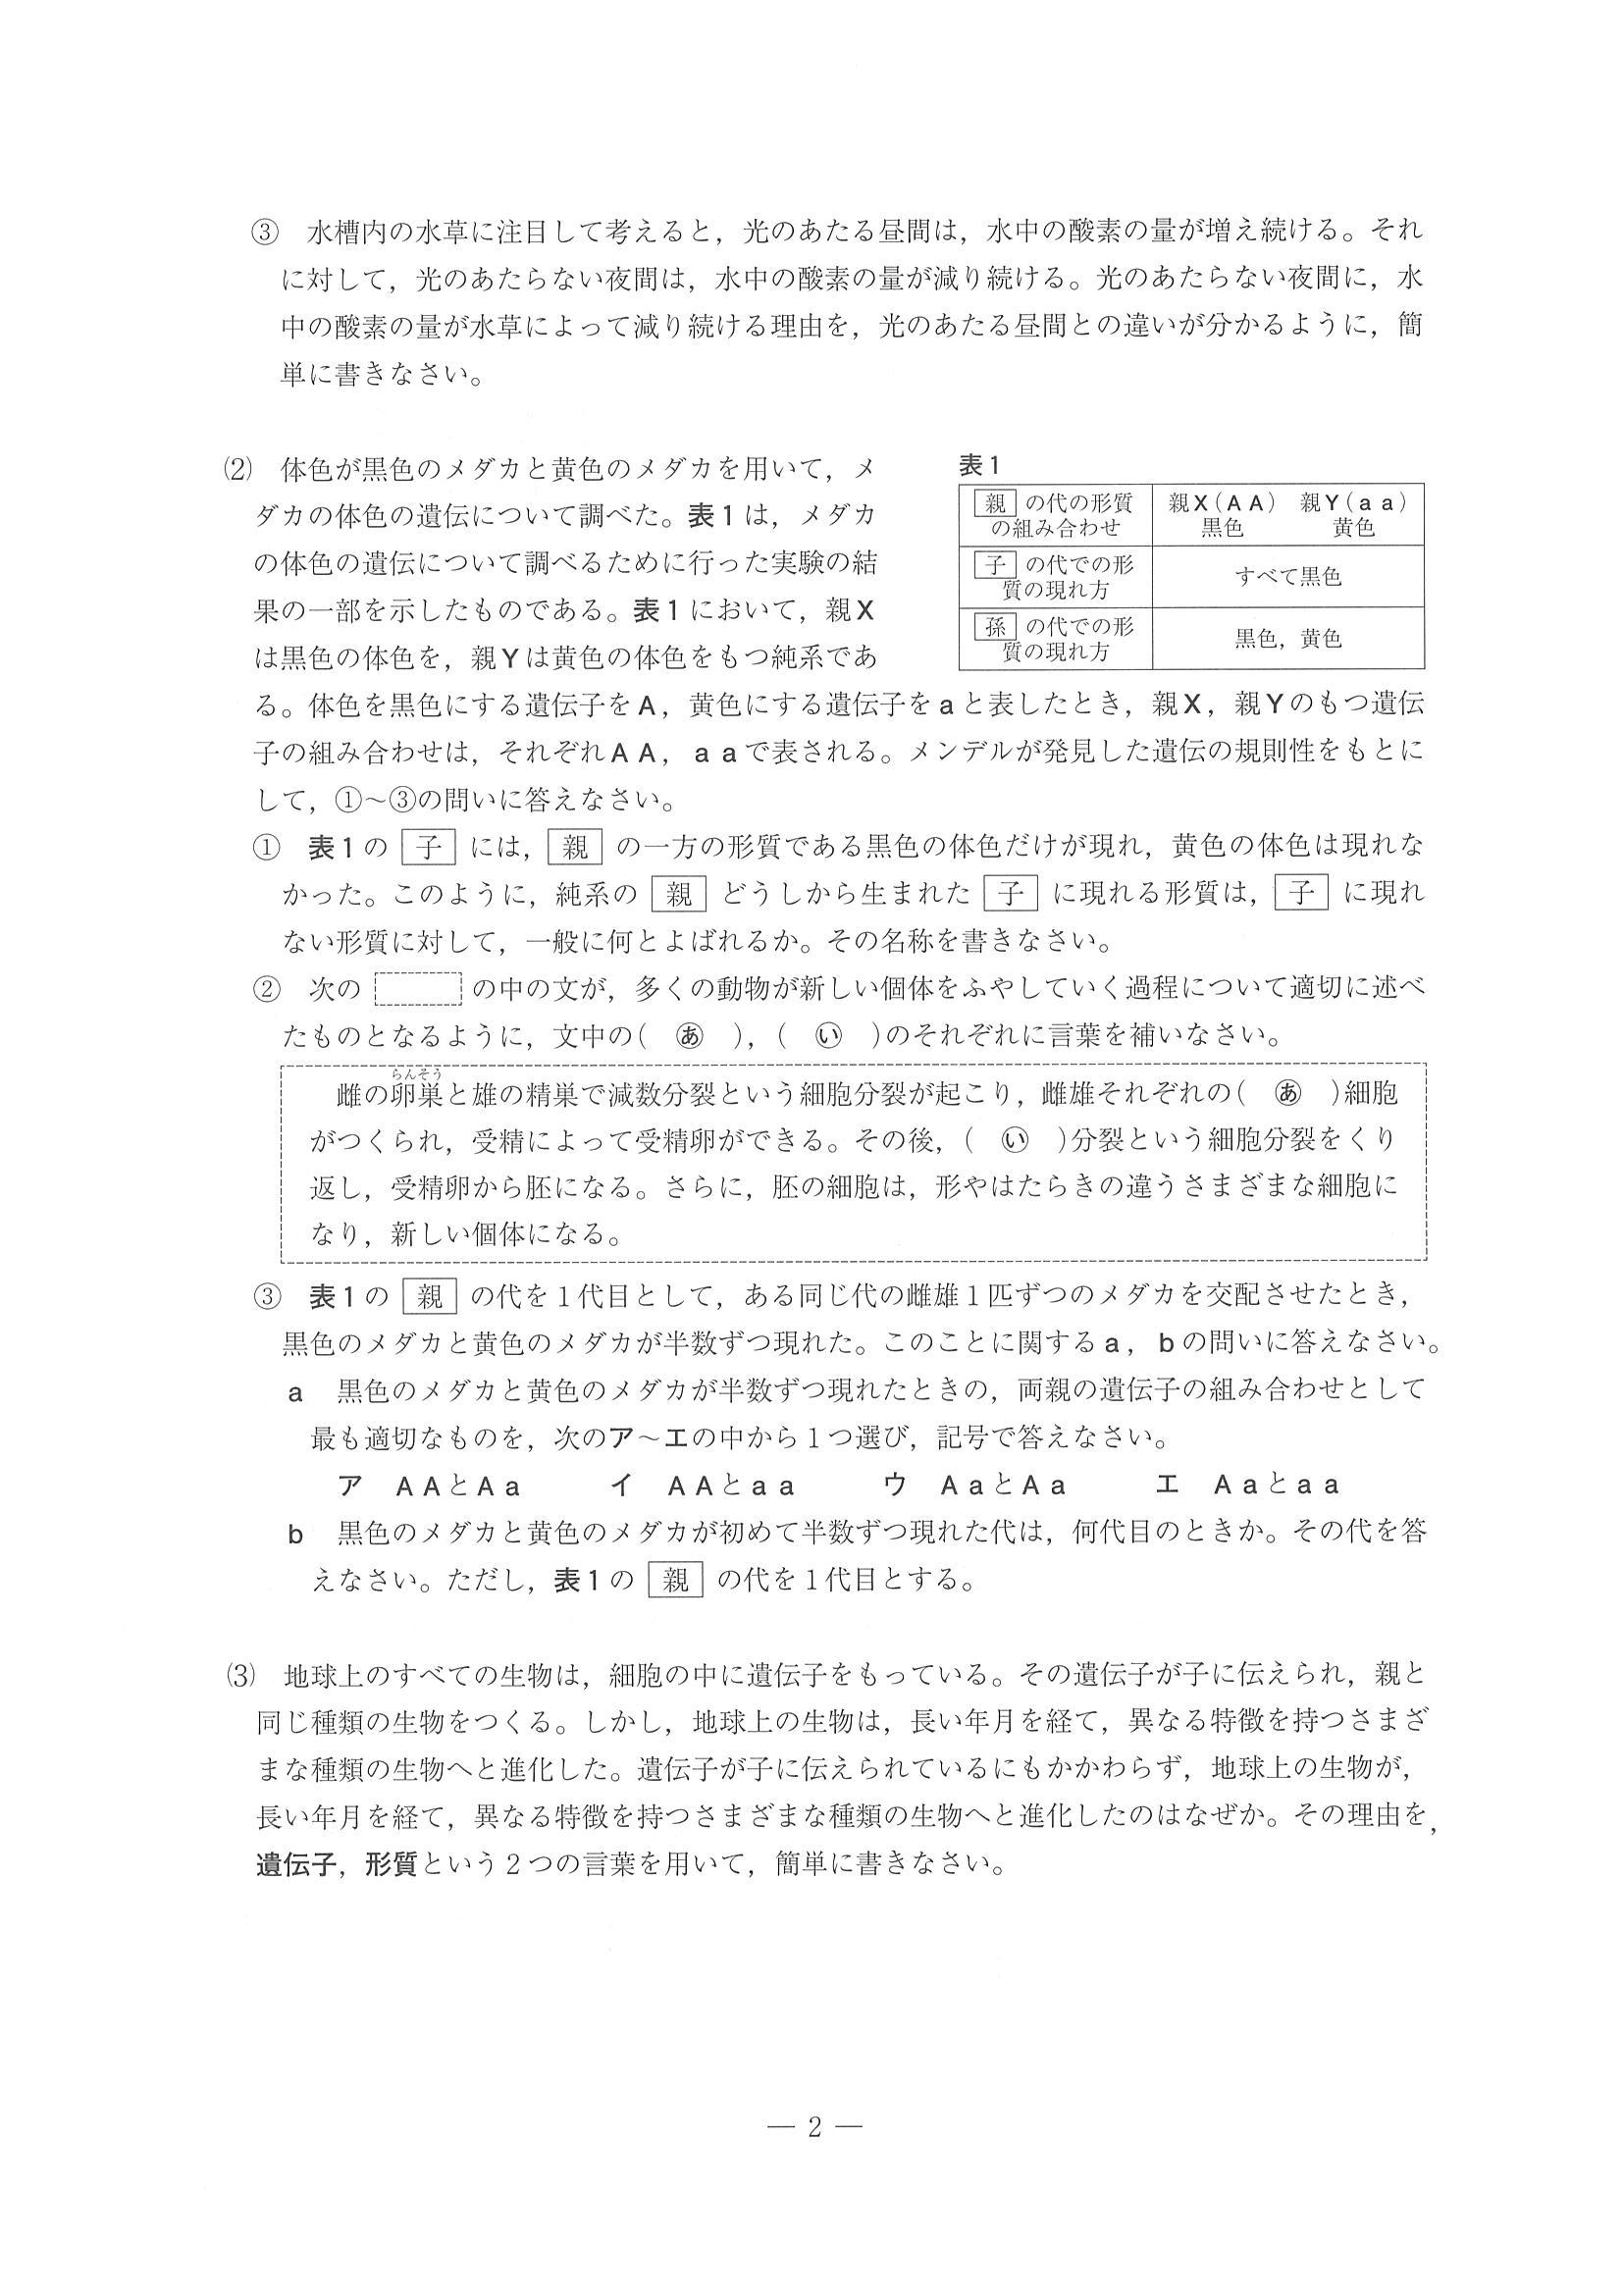 ③　水槽内の水草に注目して考えると，光のあたる昼間は，水中の酸素の量が増え続ける。それ
に対して，光のあたらない夜間は，水中の酸素の量が減り続ける。光のあたらない夜間に，水
中の酸素の量が水草によって減り続ける理由を，光のあたる昼間との違いが分かるように，簡
単に書きなさい。
⑵　体色が黒色のメダカと黄色のメダカを用いて，メ
ダカの体色の遺伝について調べた。表1は，メダカ
の体色の遺伝について調べるために行った実験の結
果の一部を示したものである。表1において，親X
は黒色の体色を，親Yは黄色の体色をもつ純系であ
る。体色を黒色にする遺伝子をA，黄色にする遺伝子をaと表したとき，親X，親Yのもつ遺伝
子の組み合わせは，それぞれAA，aaで表される。メンデルが発見した遺伝の規則性をもとに
して，①～③の問いに答えなさい。
表1
親 の代の形質
の組み合わせ
親X(AA)　親Y(aa)
黒色　黄色
子 の代での形
質の現れ方
すべて黒色
孫 の代での形
質の現れ方
黒色，黄色
①　表1の 子 には， 親 の一方の形質である黒色の体色だけが現れ，黄色の体色は現れな
かった。このように，純系の 親 どうしから生まれた 子 に現れる形質は， 子 に現れ
ない形質に対して，一般に何とよばれるか。その名称を書きなさい。
②　次の　の中の文が，多くの動物が新しい個体をふやしていく過程について適切に述べ
たものとなるように，文中の(　あ　)，(　い　)のそれぞれに言葉を補いなさい。
らんそう
雌の卵巣と雄の精巣で減数分裂という細胞分裂が起こり，雌雄それぞれの(　あ　)細胞
がつくられ，受精によって受精卵ができる。その後，(　い　)分裂という細胞分裂をくり
返し，受精卵から胚になる。さらに，胚の細胞は，形やはたらきの違うさまざまな細胞に
なり，新しい個体になる。
③　表1の 親 の代を1代目として，ある同じ代の雌雄1匹ずつのメダカを交配させたとき，
黒色のメダカと黄色のメダカが半数ずつ現れた。このことに関するa，bの問いに答えなさい。
a　黒色のメダカと黄色のメダカが半数ずつ現れたときの，両親の遺伝子の組み合わせとして
最も適切なものを，次のア～エの中から1つ選び，記号で答えなさい。
ア　AAとAa　　イ　AAとaa　　ウ　AaとAa　　エ　Aaとaa
b　黒色のメダカと黄色のメダカが初めて半数ずつ現れた代は，何代目のときか。その代を答
えなさい。ただし，表1の 親 の代を1代目とする。
⑶　地球上のすべての生物は，細胞の中に遺伝子をもっている。その遺伝子が子に伝えられ，親と
同じ種類の生物をつくる。しかし，地球上の生物は，長い年月を経て，異なる特徴を持つさまざ
まな種類の生物へと進化した。遺伝子が子に伝えられているにもかかわらず，地球上の生物が，
長い年月を経て，異なる特徴を持つさまざまな種類の生物へと進化したのはなぜか。その理由を，
遺伝子，形質という2つの言葉を用いて，簡単に書きなさい。
— 2 —